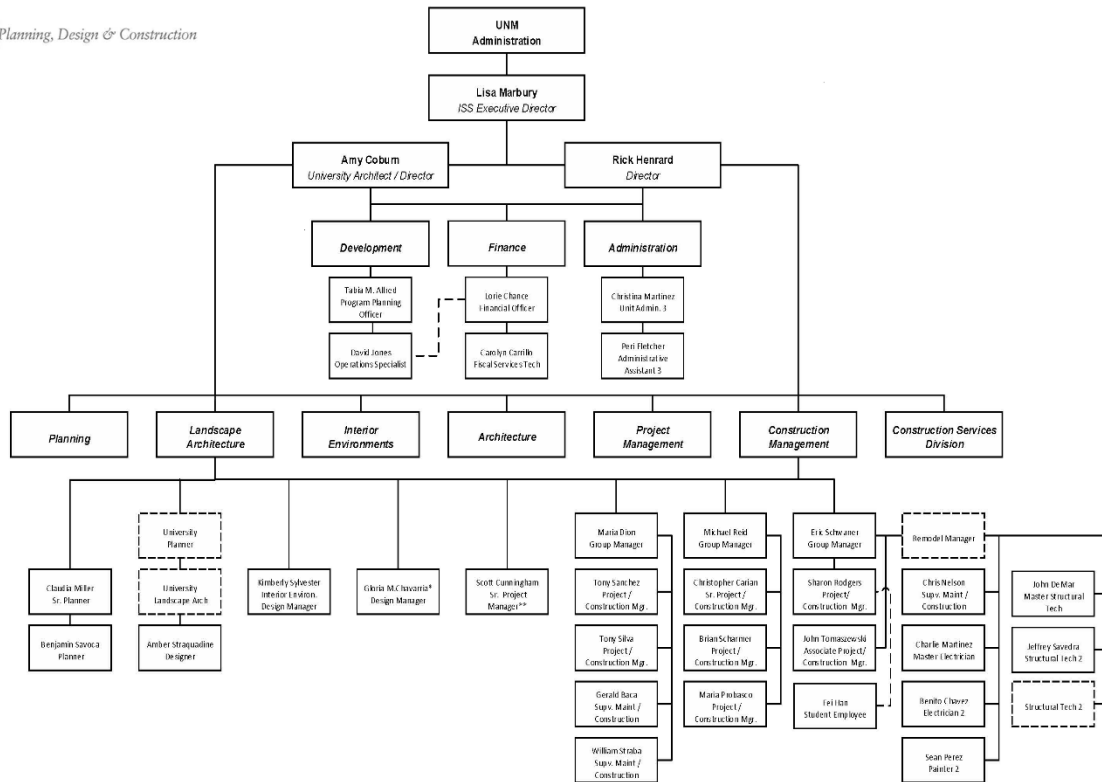 Planning, Design & Construction
UNM
Administration
Lisa Marbury
ISS Executive Director
Amy Coburn
University Architect / Director
Rick Henrard
Director
Development
Finance
Administration
Tabia M. Allred
Program Planning
Officer
Lorie Chance
Financial Officer
Christina Martinez
Unit Admin. 3
David Jones
Operations Specialist
Carolyn Carrillo
Fiscal Services Tech
Peri Fletcher
Administrative
Assistant 3
Planning
Landscape
Architecture
Interior
Environments
Architecture
Project
Management
Construction
Management
Construction Services
Division
University
Planner
Maria Dion
Group Manager
Michael Reid
Group Manager
Eric Schwaner
Group Manager
Remodel Manager
Claudia Miller
Sr. Planner
University
Landscape Arch
Kimberly Sylvester
Interior Environ.
Design Manager
Gloria M.Chavarria*
Design Manager
Scott Cunningham
Sr. Project
Manager**
Tony Sanchez
Project /
Construction Mgr.
Christopher Carian
Sr. Project /
Construction Mgr.
Sharon Rodgers
Project/
Construction Mgr.
Chris Nelson
Supv. Maint /
Construction
John DeMar
Master Structural
Tech
Benjamin Savoca
Planner
Amber Straquadine
Designer
Tony Silva
Project /
Construction Mgr.
Brian Scharmer
Project /
Construction Mgr.
John Tomaszewski
Associate Project/
Construction Mgr.
Charlie Martinez
Master Electrician
Jeffrey Savedra
Structural Tech 2
Gerald Baca
Supv. Maint /
Construction
Maria Probasco
Project /
Construction Mgr.
Fei Han
Student Employee
Benito Chavez
Electrician 2
Structural Tech 2
William Straba
Supv. Maint /
Construction
Sean Perez
Painter 2